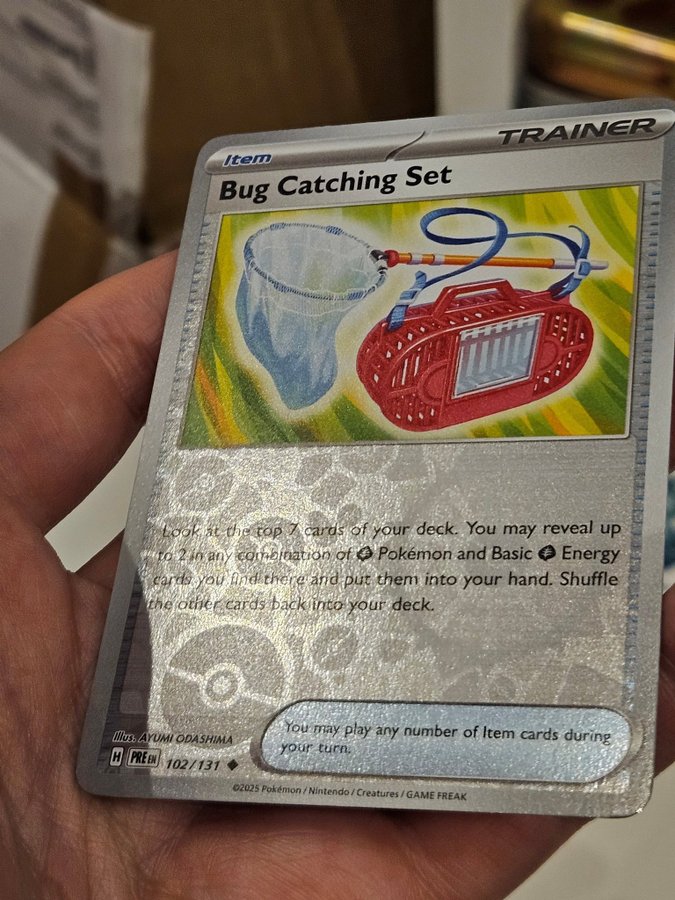 Item
TRAINER
Bug Catching Set
Look at the top 7 cards of your deck. You may reveal up
to 2 in any combination of Pokémon and Basic Energy
cards you find there and put them into your hand. Shuffle
the other cards back into your deck.
You may play any number of Item cards during
your turn.
Illus. AYUMI ODASHIMA
H PRE EN 102/131
©2025 Pokémon / Nintendo / Creatures / GAME FREAK